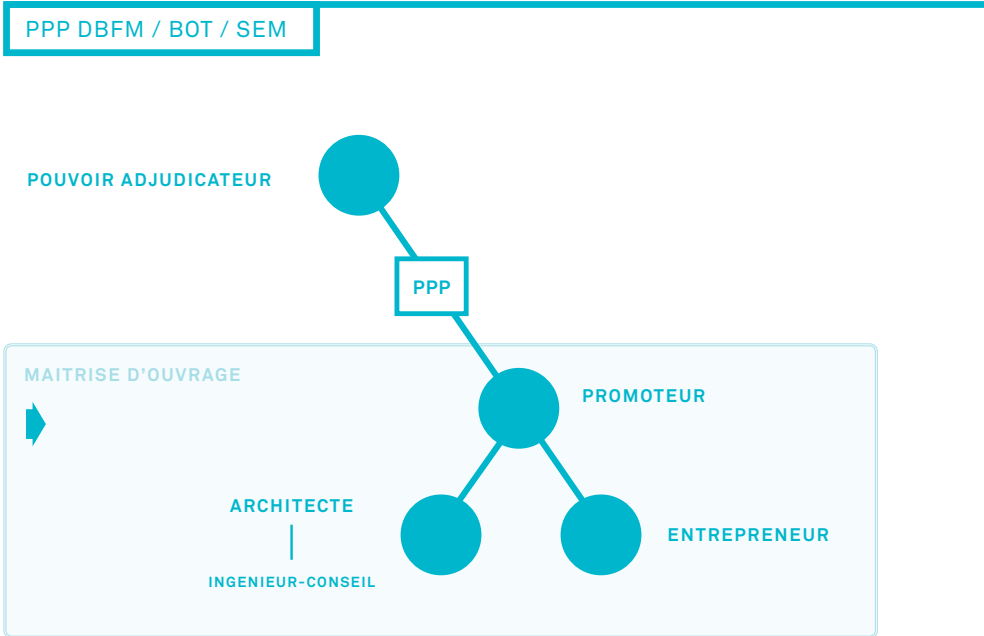 PPP DBFM / BOT / SEM
POUVOIR ADJUDICATEUR
PPP
MAITRISE D’OUVRAGE
PROMOTEUR
ARCHITECTE
ENTREPRENEUR
INGENIEUR-CONSEIL